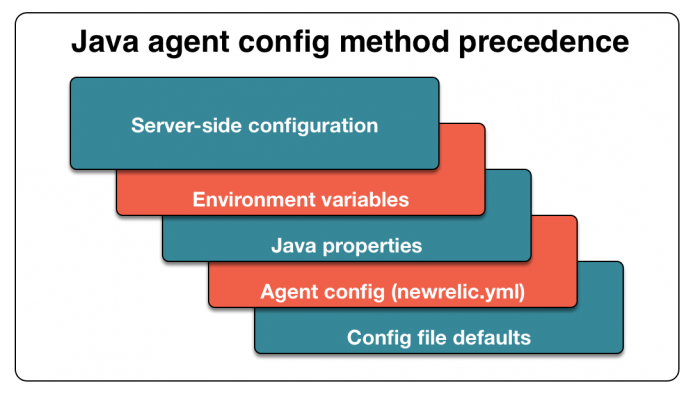 Java agent config method precedence
Server-side configuration
Environment variables
Java properties
Agent config (newrelic.yml)
Config file defaults